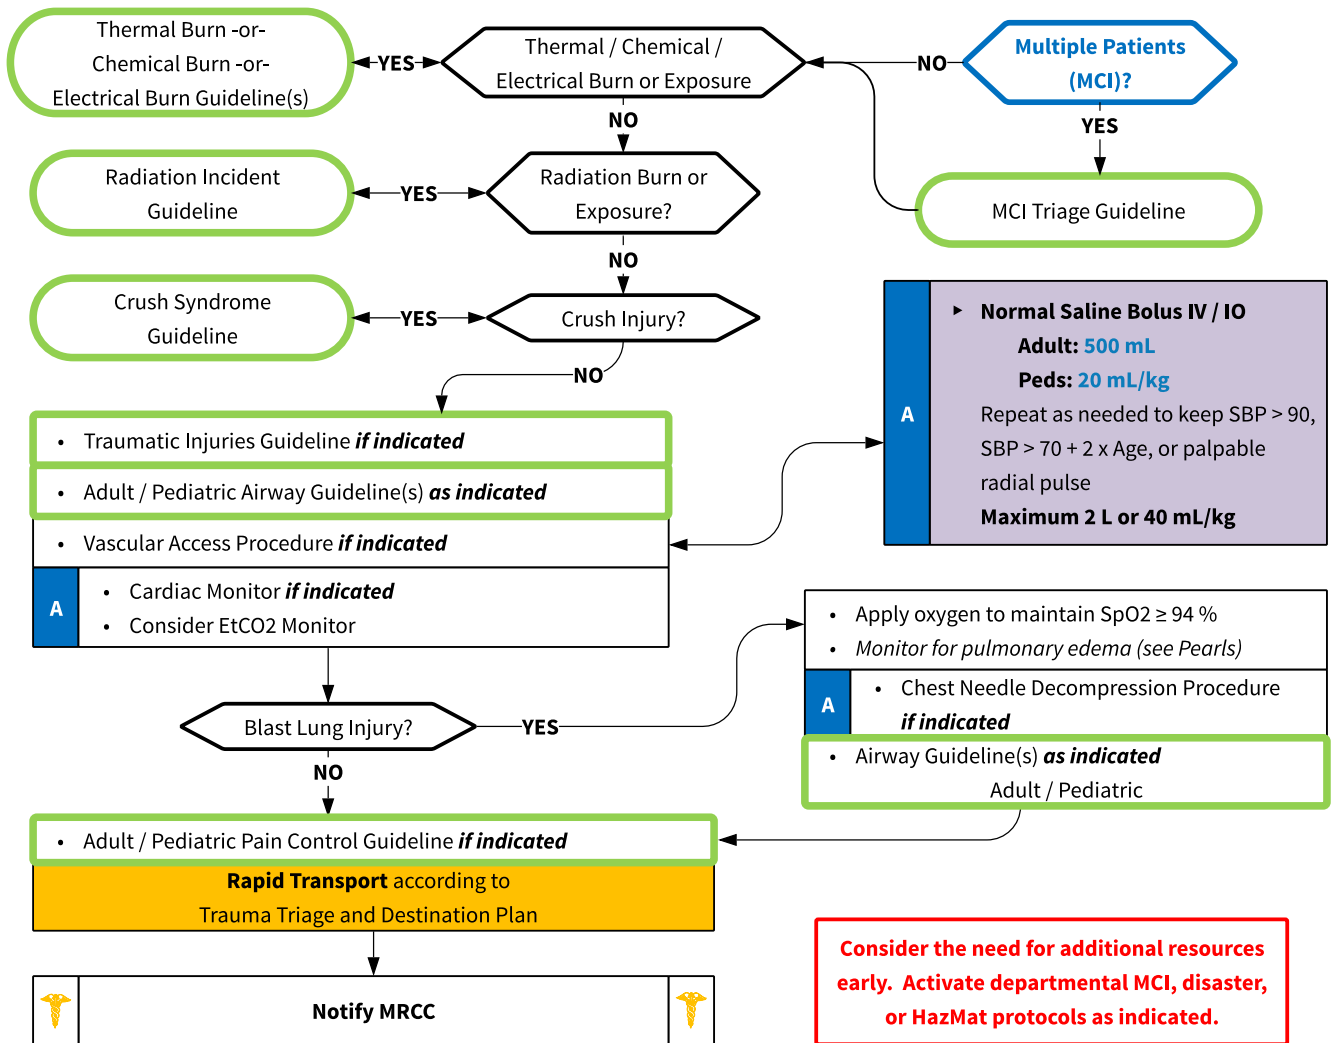 Thermal Burn -or-
Chemical Burn -or-
Electrical Burn Guideline(s)
YES
Thermal / Chemical /
Electrical Burn or Exposure
NO
Multiple Patients
(MCI)?
YES
MCI Triage Guideline
NO
Radiation Incident
Guideline
YES
Radiation Burn or
Exposure?
NO
Crush Syndrome
Guideline
YES
Crush Injury?
NO
• Traumatic Injuries Guideline if indicated
• Adult / Pediatric Airway Guideline(s) as indicated
• Vascular Access Procedure if indicated
A
• Cardiac Monitor if indicated
• Consider EtCO2 Monitor
A
▸ Normal Saline Bolus IV / IO
Adult: 500 mL
Peds: 20 mL/kg
Repeat as needed to keep SBP > 90,
SBP > 70 + 2 x Age, or palpable
radial pulse
Maximum 2 L or 40 mL/kg
Blast Lung Injury?
YES
• Apply oxygen to maintain SpO2 ≥ 94 %
• Monitor for pulmonary edema (see Pearls)
A
• Chest Needle Decompression Procedure
if indicated
• Airway Guideline(s) as indicated
Adult / Pediatric
NO
• Adult / Pediatric Pain Control Guideline if indicated
Rapid Transport according to
Trauma Triage and Destination Plan
Notify MRCC
Consider the need for additional resources
early. Activate departmental MCI, disaster,
or HazMat protocols as indicated.